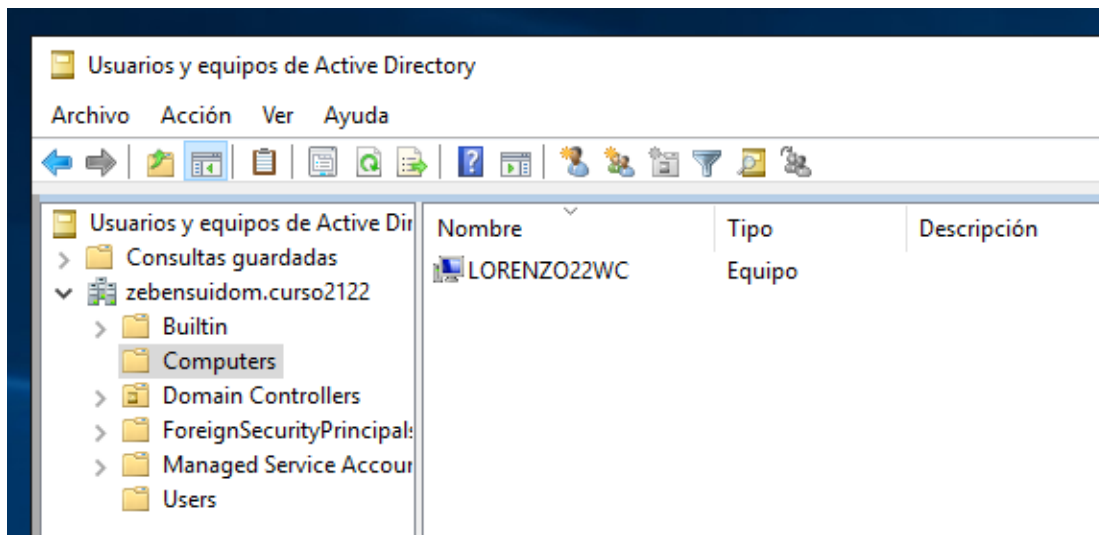 Usuarios y equipos de Active Directory
Archivo Acción Ver Ayuda
Usuarios y equipos de Active Dir
Consultas guardadas
zebensuidom.curso2122
Builtin
Computers
Domain Controllers
ForeignSecurityPrincipals
Managed Service Accour
Users
Nombre Tipo Descripción
LORENZO22WC Equipo